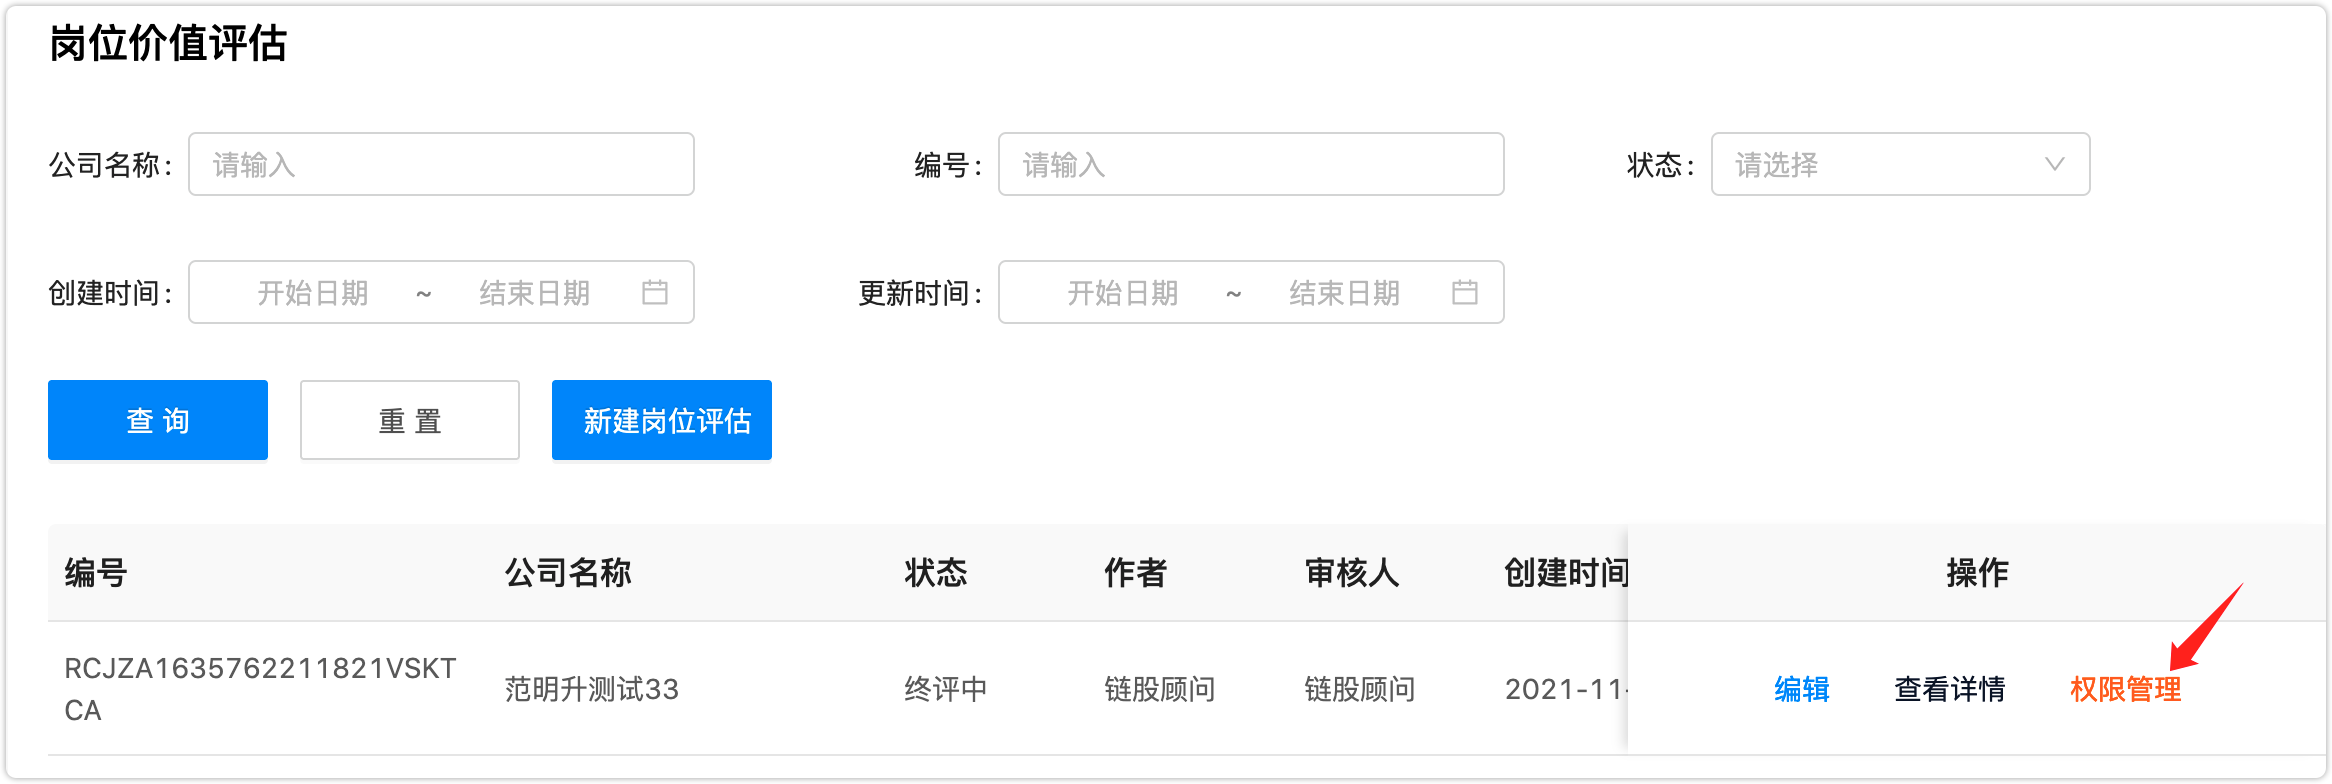 岗位价值评估
公司名称: 请输入 编号: 请输入 状态: 请选择
创建时间: 开始日期 ~ 结束日期 更新时间: 开始日期 ~ 结束日期
查 询 重 置 新建岗位评估
编号 公司名称 状态 作者 审核人 创建时间 操作
RCJZA1635762211821VSKT
CA
范明升测试33 终评中 链股顾问 链股顾问 2021-11- 编辑 查看详情 权限管理